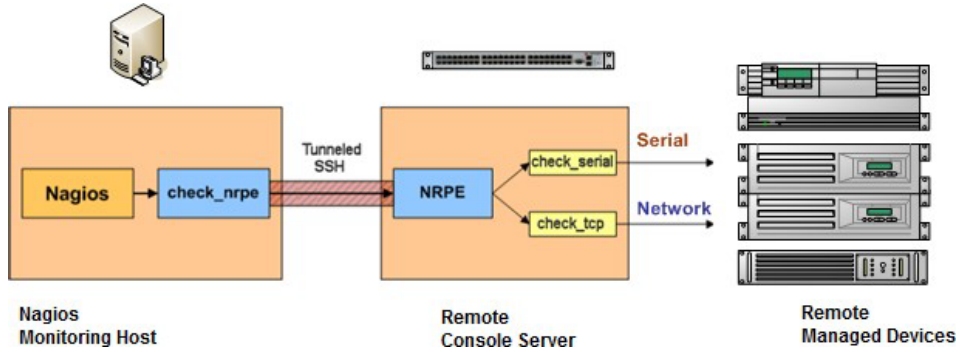 Tunneled
SSH
Nagios
check_nrpe
NRPE
check_serial
check_tcp
Serial
Network
Nagios
Monitoring Host
Remote
Console Server
Remote
Managed Devices